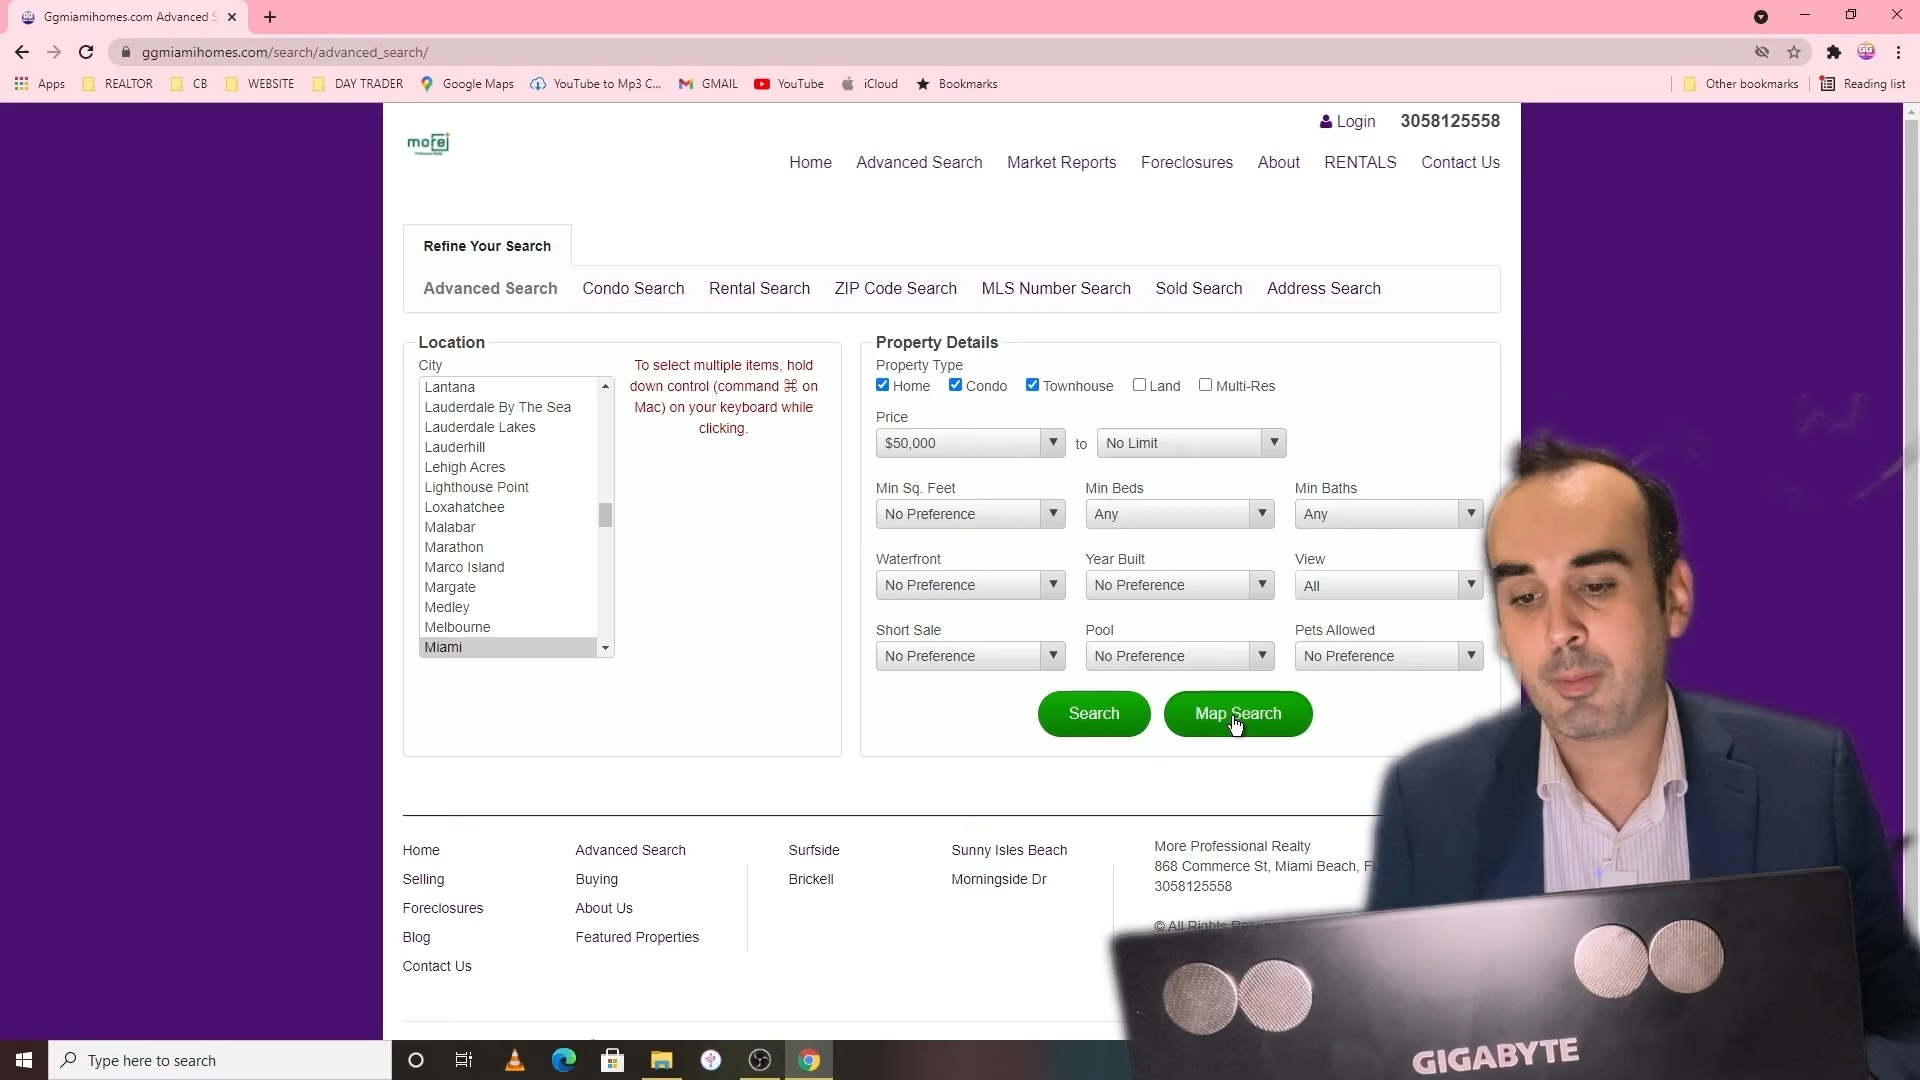 Ggmiamihomes.com Advanced S
ggmiamihomes.com/search/advanced_search/
Apps REALTOR CB WEBSITE DAY TRADER Google Maps YouTube to Mp3 C... GMAIL YouTube iCloud Bookmarks Other bookmarks Reading list
more
Login 3058125558
Home Advanced Search Market Reports Foreclosures About RENTALS Contact Us
Refine Your Search
Advanced Search Condo Search Rental Search ZIP Code Search MLS Number Search Sold Search Address Search
Location
City
Lantana
Lauderdale By The Sea
Lauderdale Lakes
Lauderhill
Lehigh Acres
Lighthouse Point
Loxahatchee
Malabar
Marathon
Marco Island
Margate
Medley
Melbourne
Miami
To select multiple items, hold
down control (command ⌘ on
Mac) on your keyboard while
clicking.
Property Details
Property Type
Home Condo Townhouse Land Multi-Res
Price
$50,000 to No Limit
Min Sq. Feet Min Beds Min Baths
No Preference Any Any
Waterfront Year Built View
No Preference No Preference All
Short Sale Pool Pets Allowed
No Preference No Preference No Preference
Search Map Search
Home
Selling
Foreclosures
Blog
Contact Us
Advanced Search
Buying
About Us
Featured Properties
Surfside
Brickell
Sunny Isles Beach
Morningside Dr
More Professional Realty
868 Commerce St, Miami Beach, FL
3058125558
© All Rights
GIGABYTE
Type here to search